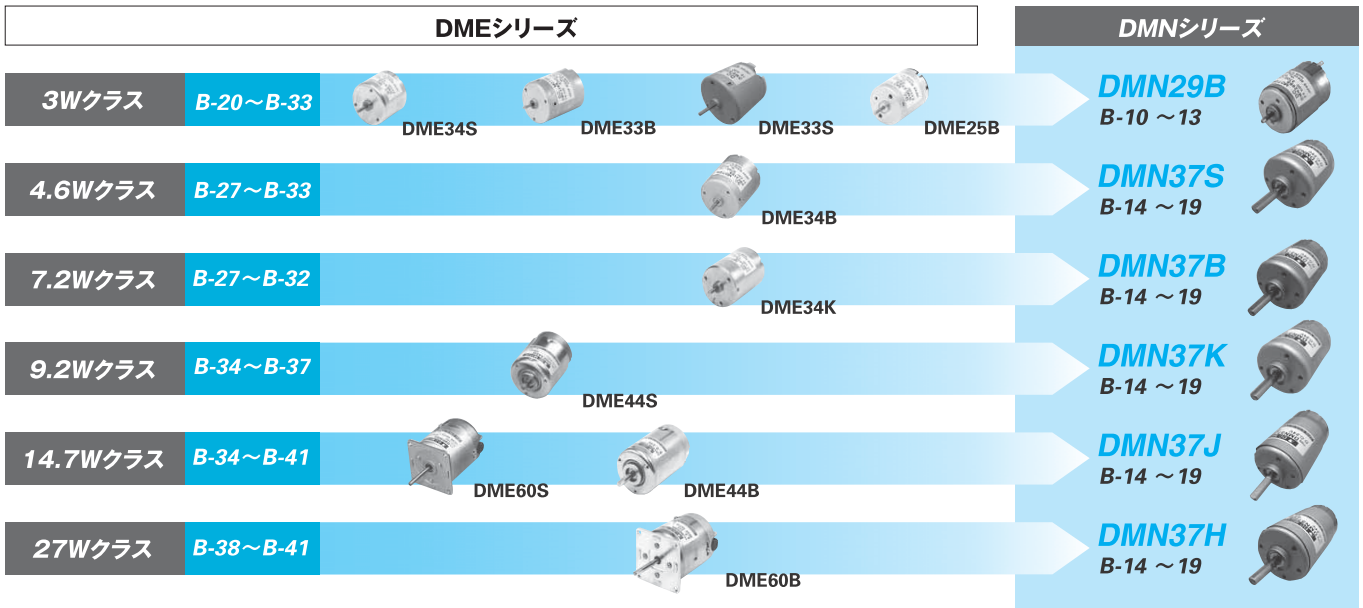 DMEシリーズ
DMNシリーズ
3Wクラス
B-20～B-33
DME34S
DME33B
DME33S
DME25B
DMN29B
B-10 ～ 13
4.6Wクラス
B-27～B-33
DME34B
DMN37S
B-14 ～ 19
7.2Wクラス
B-27～B-32
DME34K
DMN37B
B-14 ～ 19
9.2Wクラス
B-34～B-37
DME44S
DMN37K
B-14 ～ 19
14.7Wクラス
B-34～B-41
DME60S
DME44B
DMN37J
B-14 ～ 19
27Wクラス
B-38～B-41
DME60B
DMN37H
B-14 ～ 19